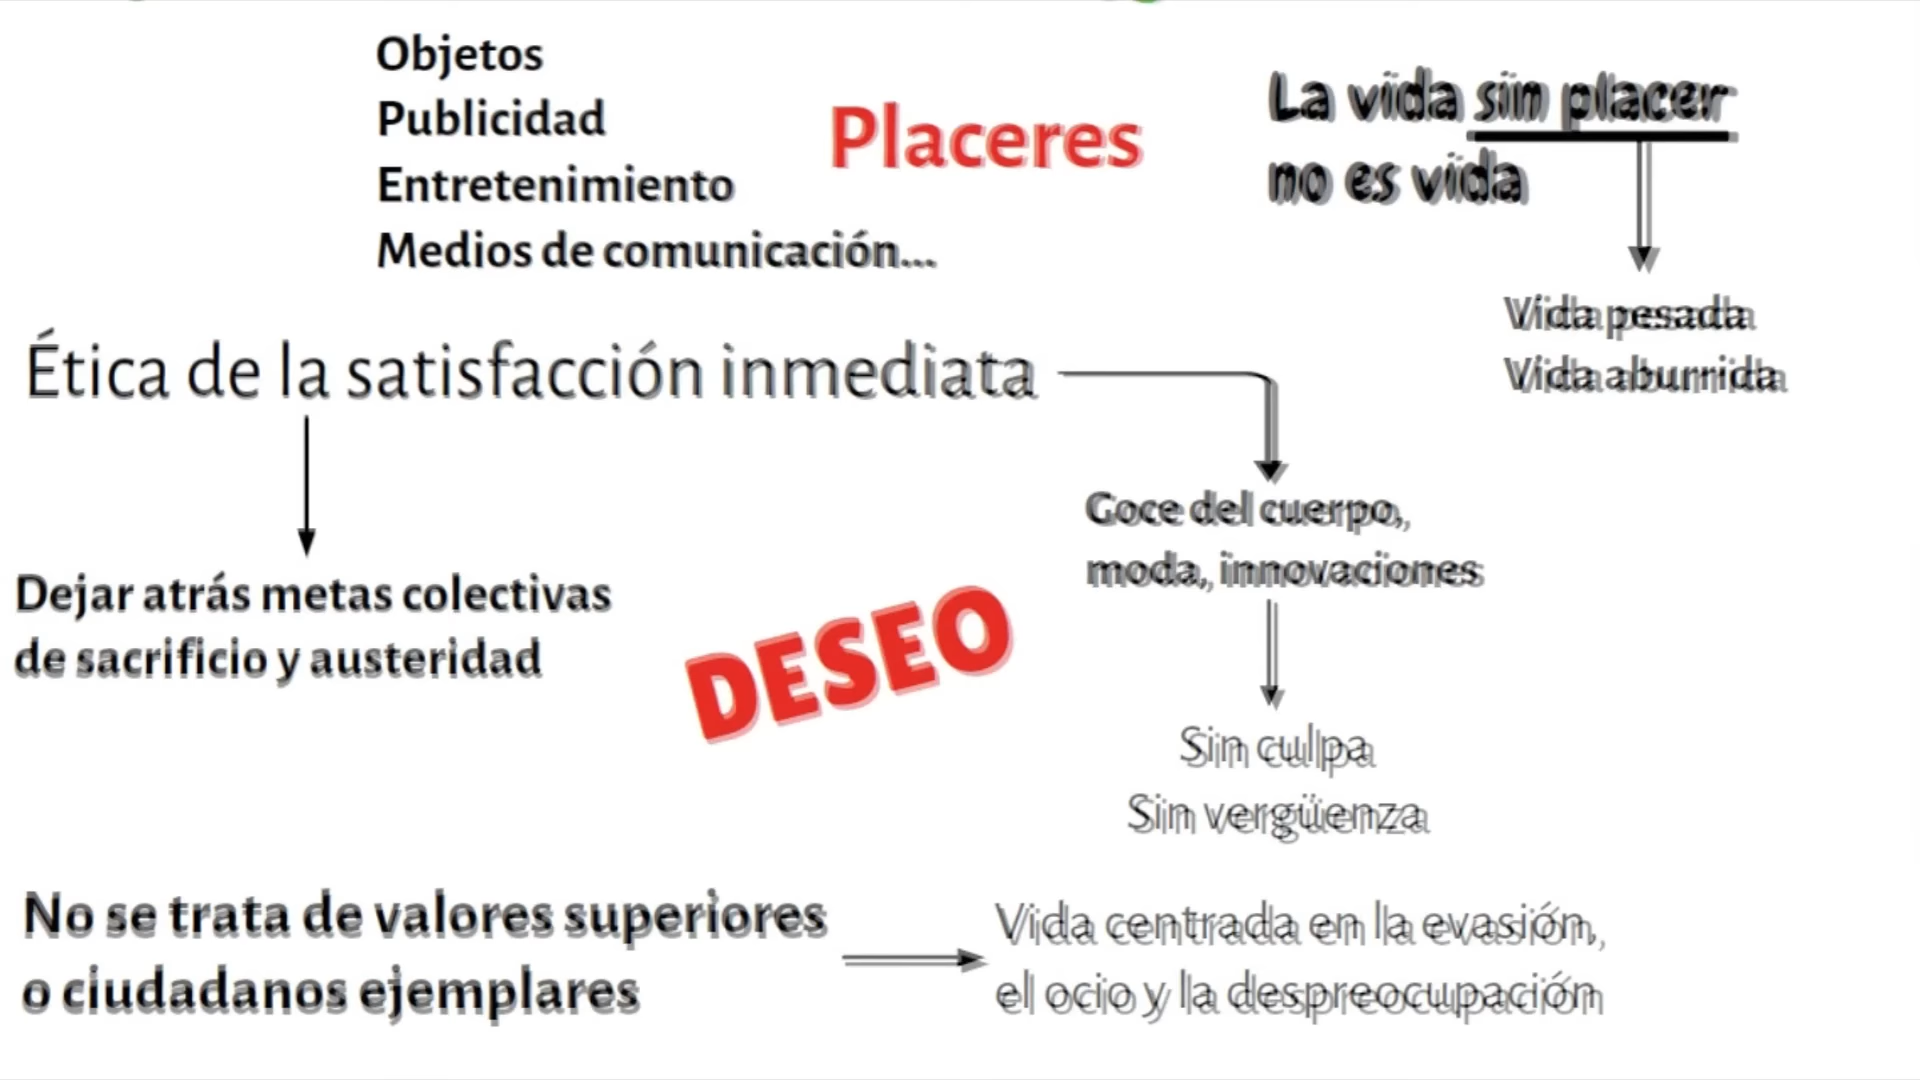 Objetos
Publicidad
Entretenimiento
Medios de comunicación...
Placeres
La vida sin placer
no es vida
Vida pesada
Vida aburrida
Ética de la satisfacción inmediata
Goce del cuerpo,
moda, innovaciones
Dejar atrás metas colectivas
de sacrificio y austeridad
DESEO
Sin culpa
Sin vergüenza
No se trata de valores superiores
o ciudadanos ejemplares
Vida centrada en la evasión,
el ocio y la despreocupación